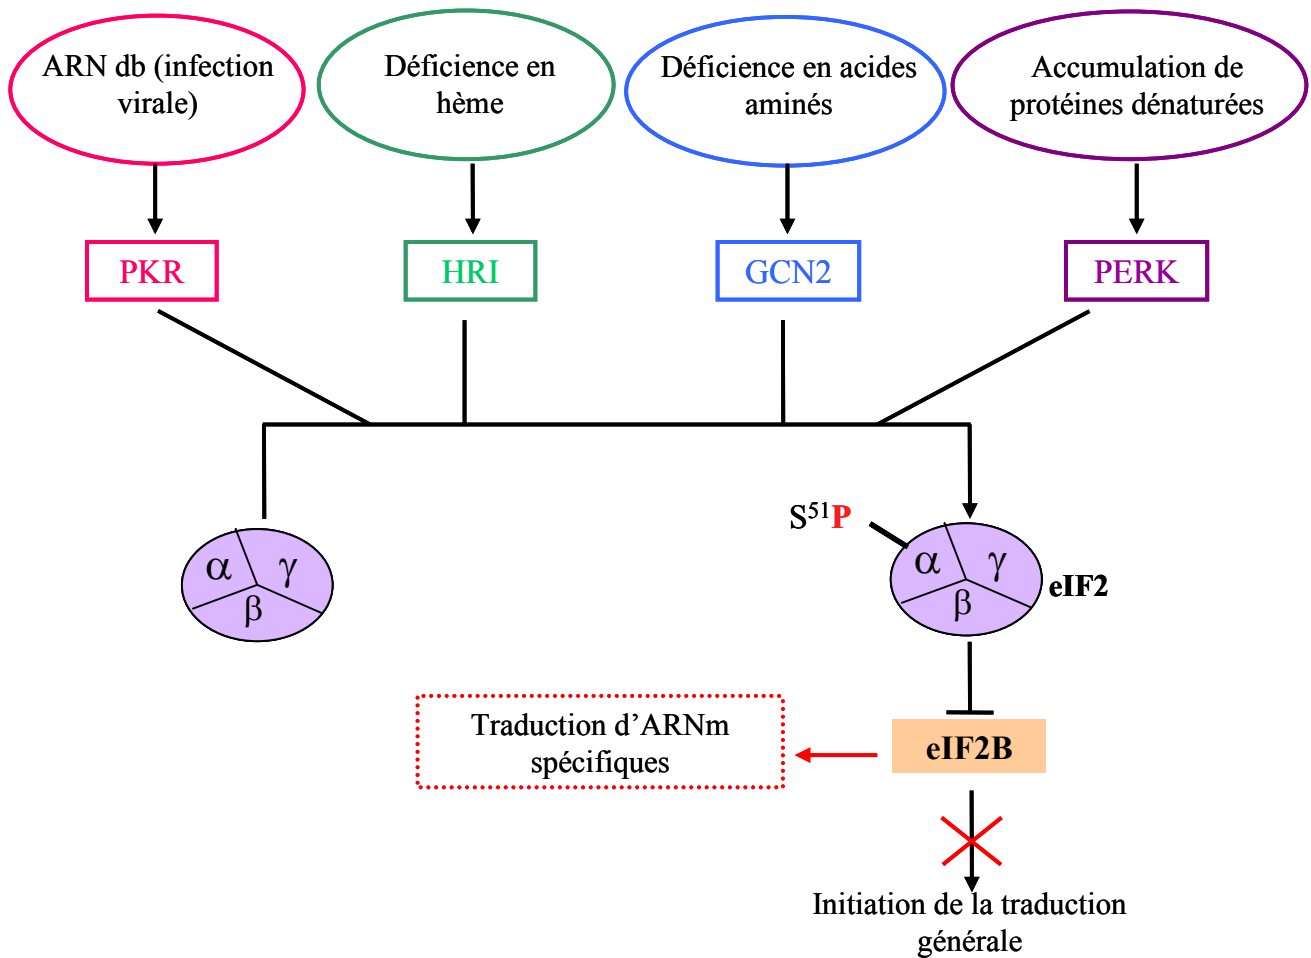 ARN db (infection
virale)
Déficience en
hème
Déficience en acides
aminés
Accumulation de
protéines dénaturées
PKR
HRI
GCN2
PERK
S⁵¹P
α
γ
β
α
γ
β
eIF2
Traduction d’ARNm
spécifiques
eIF2B
Initiation de la traduction
générale